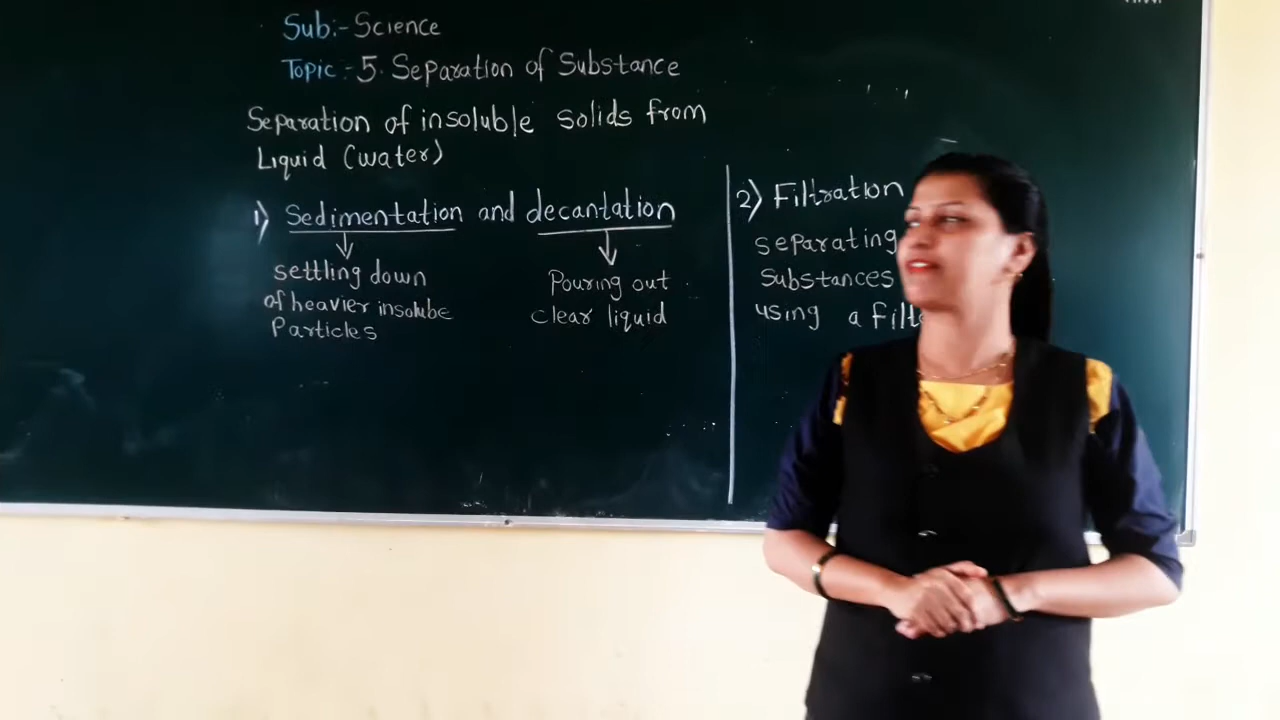 Sub:- Science
Topic :- 5. Separation of Substance
Separation of insoluble solids from
Liquid (water)
1) Sedimentation and decantation
settling down
of heavier insolube
Particles
Pouring out
clear liquid
2) Filtration
separating
Substances
using a